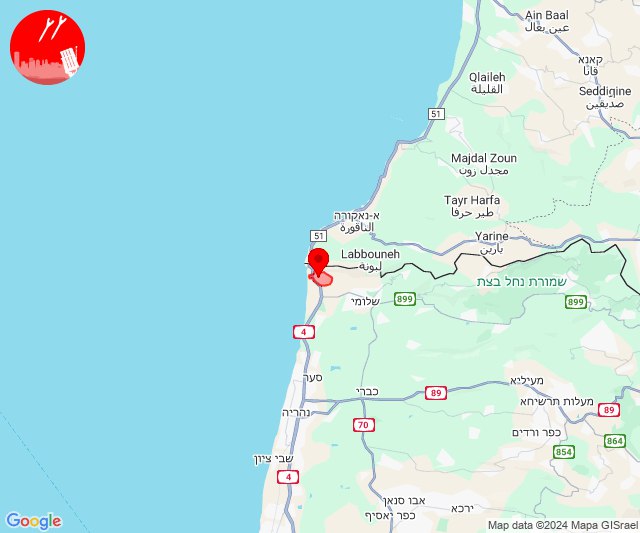 Ain Baal
عين بعال
קאנא
قانا
Qlaileh
القليلة
Seddiqine
صديقين
51
Majdal Zoun
مجدل زون
Tayr Harfa
طير حرفا
א-נאקורה
الناقورة
51
Yarine
يارين
Labbouneh
لبونة
שמורת נחל בצת
899
899
שלומי
4
סער
כברי
89
מעיליא
מעלות תרשיחא
89
נהריה
70
כפר ורדים
864
854
שבי ציון
4
אבו סנאן
ירכא
כפר יאסיף
Google
Map data ©2024 Mapa GISrael